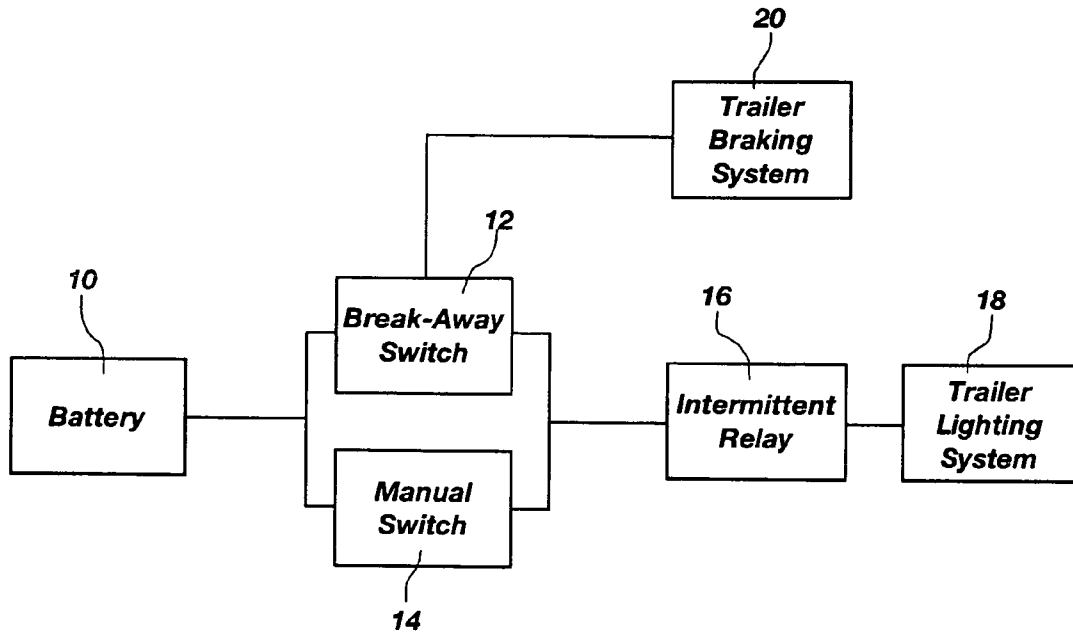 20
Trailer
Braking
System
12
10
Break-Away
Switch
16
18
Battery
Intermittent
Relay
Trailer
Lighting
System
Manual
Switch
14